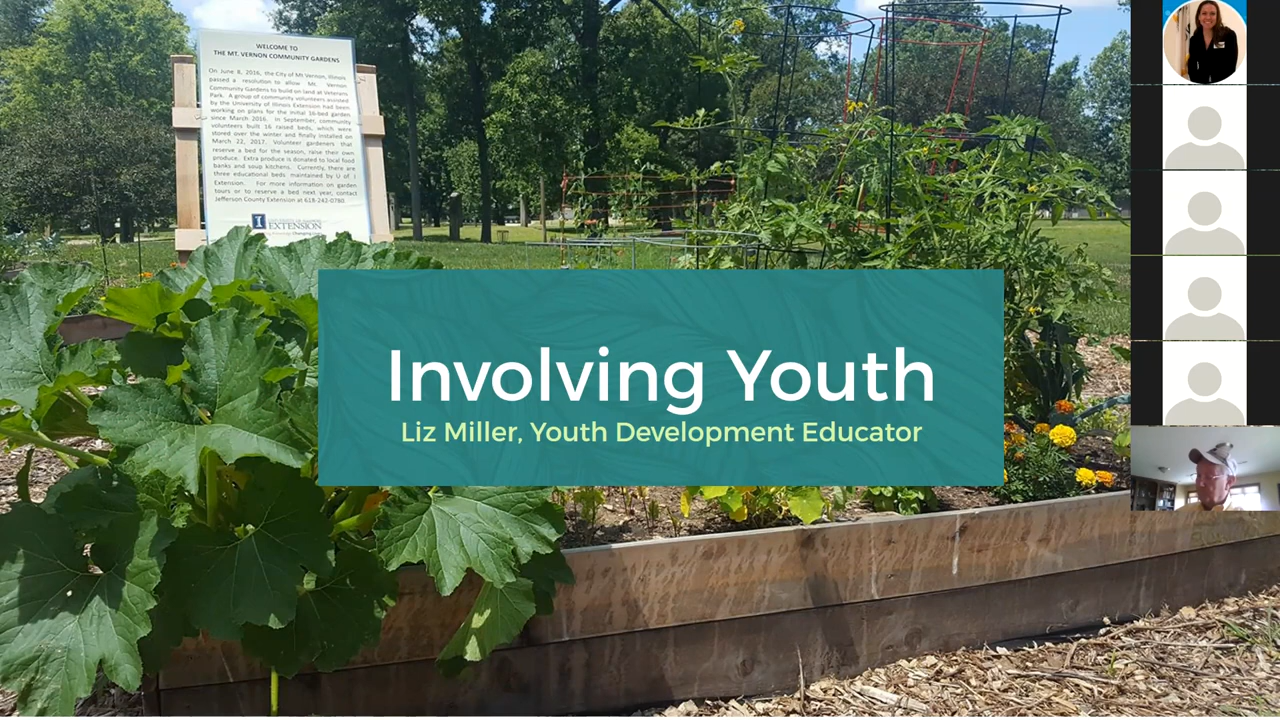 WELCOME TO
THE MT. VERNON COMMUNITY GARDENS
On June 8, 2016, the City of Mt Vernon, Illinois
passed a resolution to allow Mt. Vernon
Community Gardens to build on land at Veterans
Park. A group of community volunteers assisted
by the University of Illinois Extension had been
working on plans for the initial 16-bed garden
since March 2016. In September, community
volunteers built 16 raised beds, which were
stored over the winter and finally installed on
March 22, 2017. Volunteer gardeners that
reserve a bed for the season, raise their own
produce. Extra produce is donated to local food
banks and soup kitchens. Currently, there are
three educational beds maintained by U of I
Extension. For more information on garden
tours or to reserve a bed next year, contact
Jefferson County Extension at 618-242-0780.
I
EXTENSION
Involving Youth
Liz Miller, Youth Development Educator